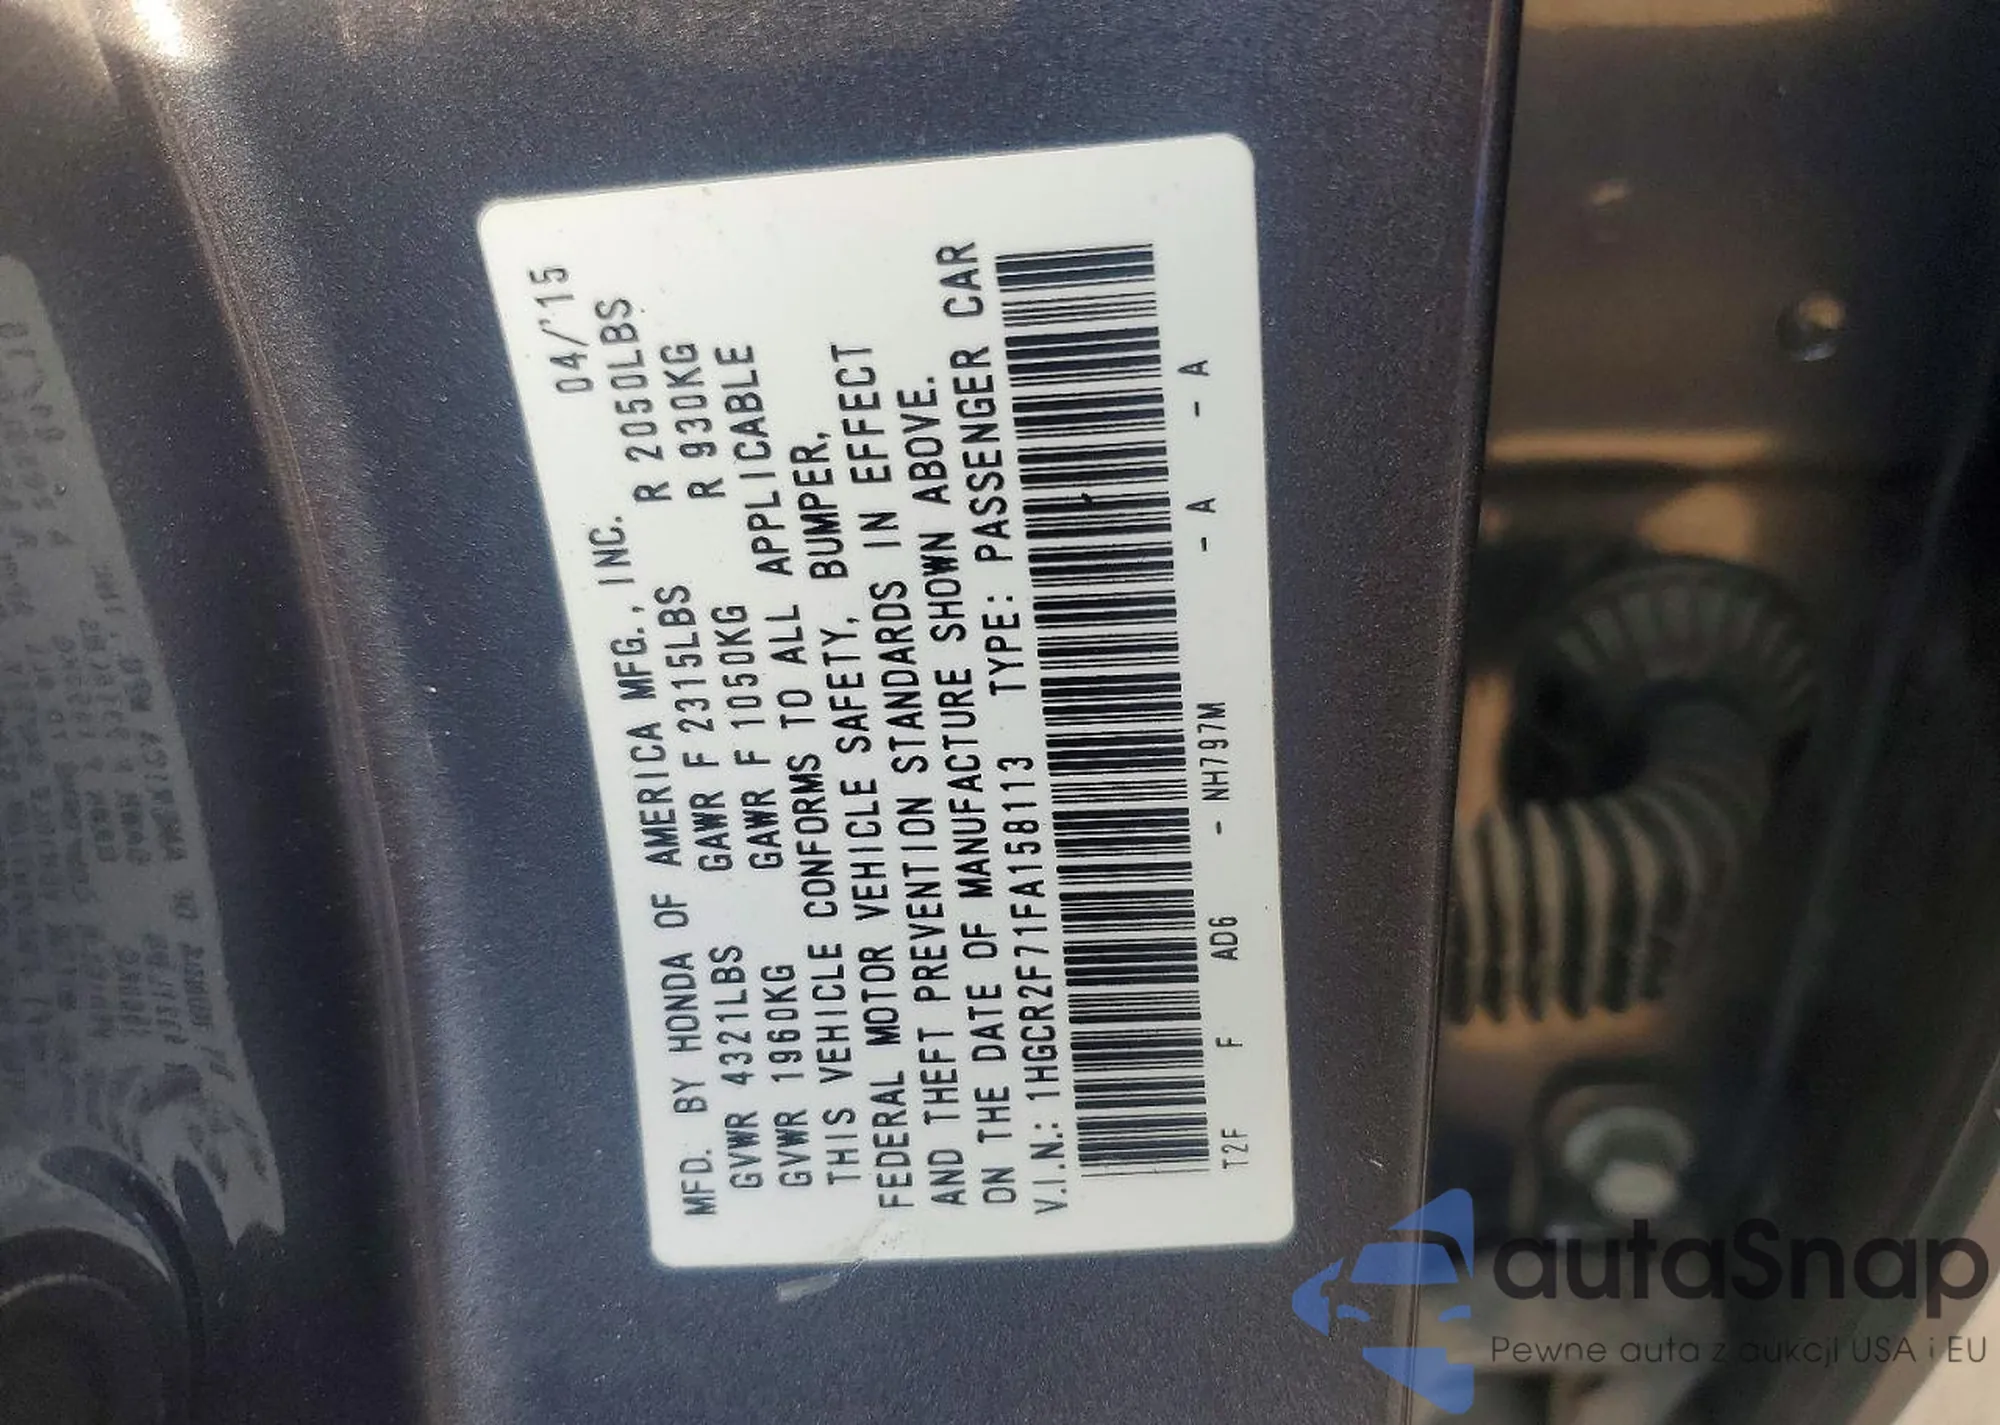 MFD. BY HONDA OF AMERICA MFG., INC. 04/'15
GVWR 4321LBS GAWR F 2315LBS R 2050LBS
GVWR 1960KG GAWR F 1050KG R 930KG
THIS VEHICLE CONFORMS TO ALL APPLICABLE
FEDERAL MOTOR VEHICLE SAFETY, BUMPER,
AND THEFT PREVENTION STANDARDS IN EFFECT
ON THE DATE OF MANUFACTURE SHOWN ABOVE.
V.I.N.: 1HGCR2F71FA158113 TYPE: PASSENGER CAR
T2F F AD6 - NH797M - A - A
autaSnap
Pewne auta z aukcji USA i EU